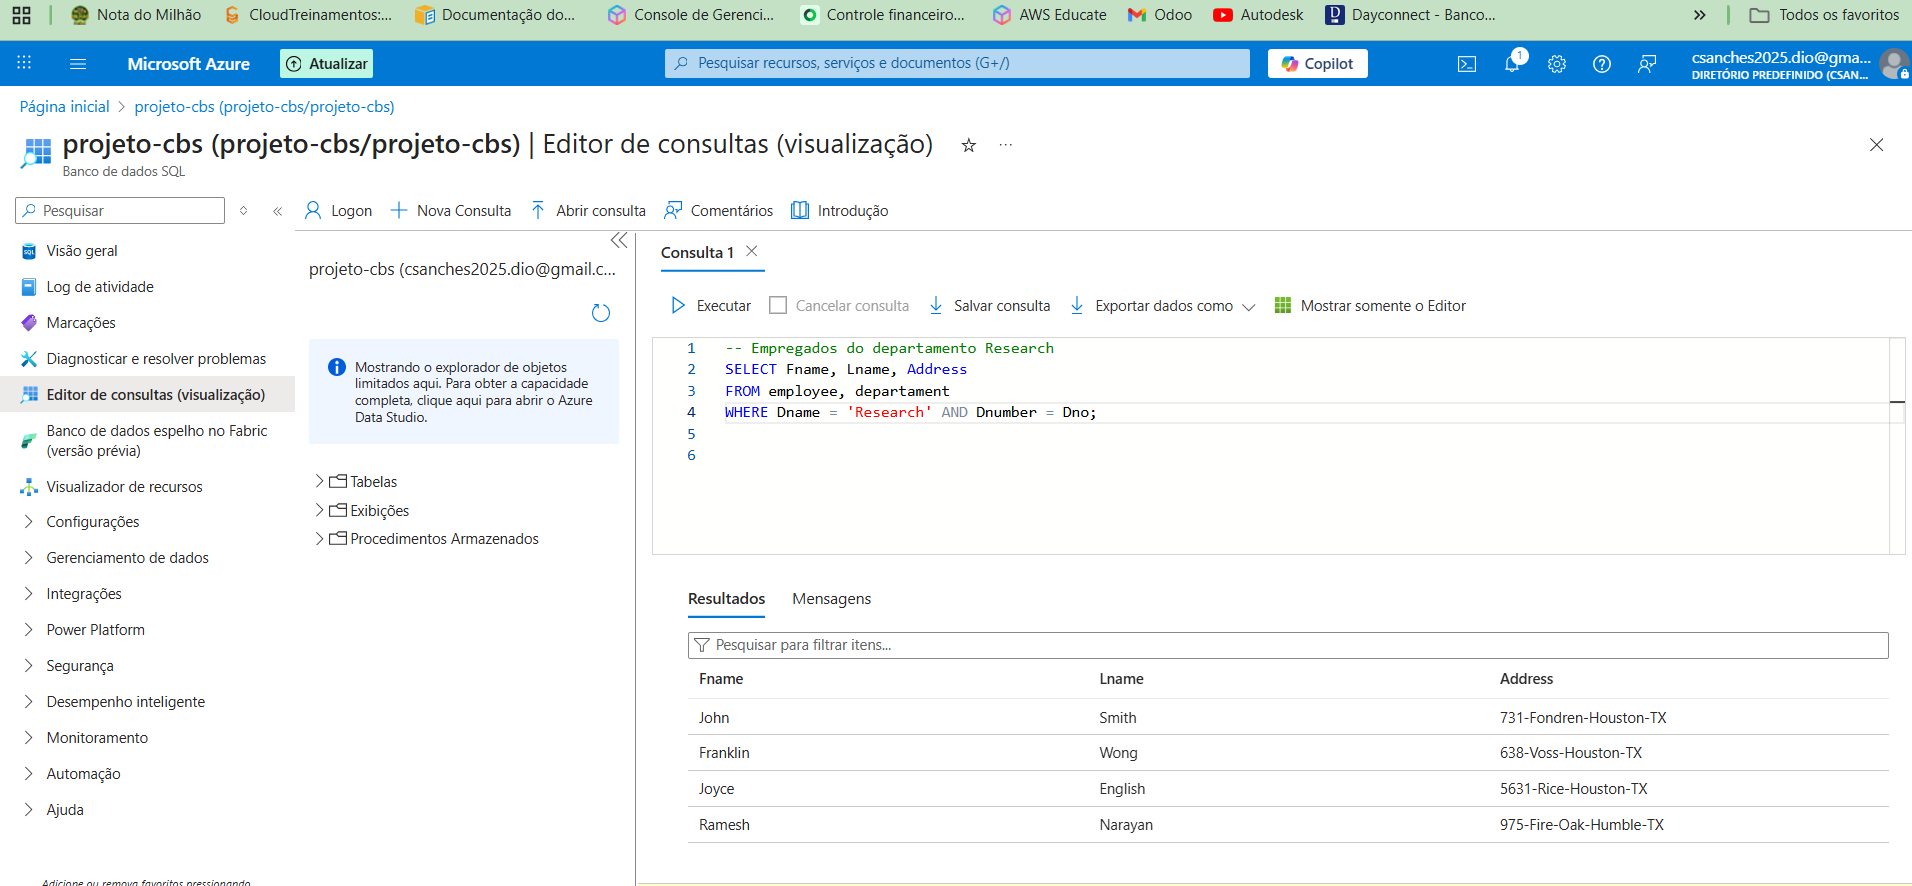 Nota do Milhão
CloudTreinamentos:...
Documentação do...
Console de Gerenci...
Controle financeiro...
AWS Educate
Odoo
Autodesk
Dayconnect - Banco...
Todos os favoritos
Microsoft Azure
Atualizar
Pesquisar recursos, serviços e documentos (G+/)
Copilot
1
csanches2025.dio@gma...
DIRETÓRIO PREDEFINIDO (CSAN...
Página inicial > projeto-cbs (projeto-cbs/projeto-cbs)
projeto-cbs (projeto-cbs/projeto-cbs) | Editor de consultas (visualização)
Banco de dados SQL
Pesquisar
Visão geral
Log de atividade
Marcações
Diagnosticar e resolver problemas
Editor de consultas (visualização)
Banco de dados espelho no Fabric
(versão prévia)
Visualizador de recursos
Configurações
Gerenciamento de dados
Integrações
Power Platform
Segurança
Desempenho inteligente
Monitoramento
Automação
Ajuda
Adicione ou remova favoritos pressionando
Logon
Nova Consulta
Abrir consulta
Comentários
Introdução
projeto-cbs (csanches2025.dio@gmail.c...
Mostrando o explorador de objetos
limitados aqui. Para obter a capacidade
completa, clique aqui para abrir o Azure
Data Studio.
Tabelas
Exibições
Procedimentos Armazenados
Consulta 1
Executar
Cancelar consulta
Salvar consulta
Exportar dados como
Mostrar somente o Editor
1 -- Empregados do departamento Research
2 SELECT Fname, Lname, Address
3 FROM employee, departament
4 WHERE Dname = 'Research' AND Dnumber = Dno;
5
6
Resultados
Mensagens
Pesquisar para filtrar itens...
Fname Lname Address
John Smith 731-Fondren-Houston-TX
Franklin Wong 638-Voss-Houston-TX
Joyce English 5631-Rice-Houston-TX
Ramesh Narayan 975-Fire-Oak-Humble-TX